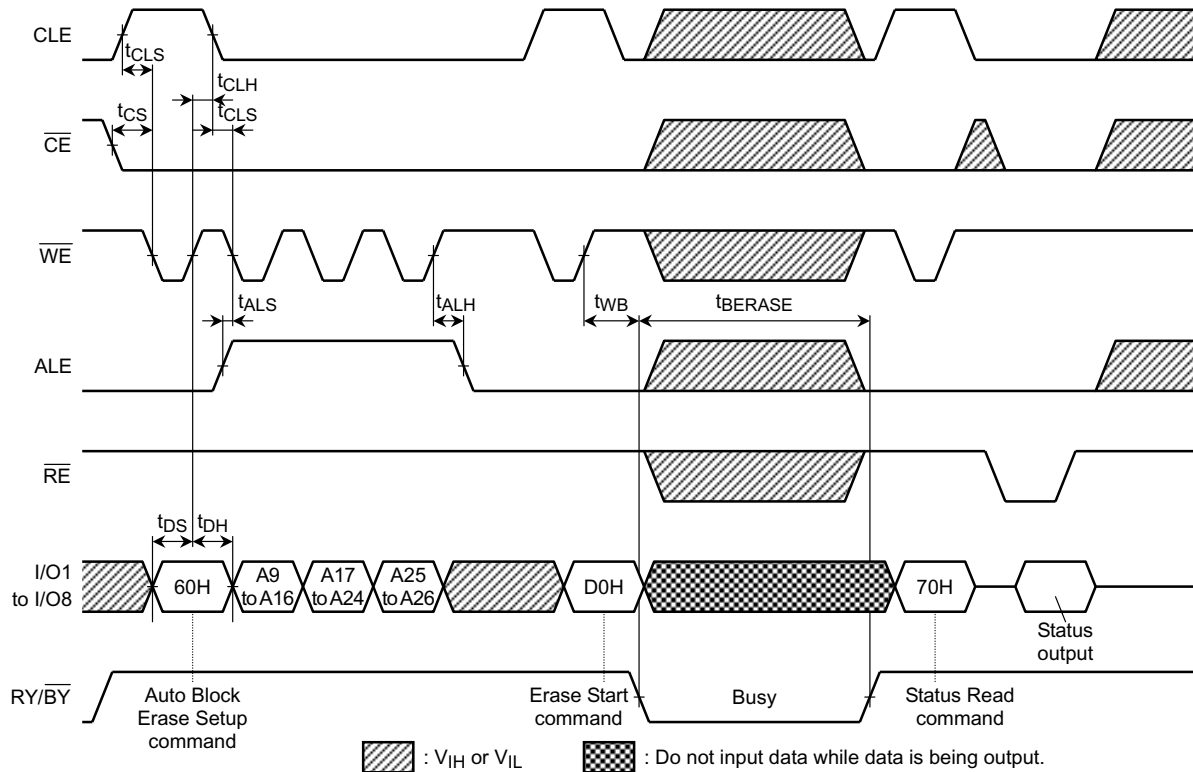 CLE
tCLS
tCLH
tCS
tCLS
CE
WE
tALS
tALH
tWB
tBERASE
ALE
RE
tDS
tDH
I/O1
to I/O8
60H
A9
to A16
A17
to A24
A25
to A26
D0H
70H
Status
output
RY/BY
Auto Block
Erase Setup
command
Erase Start
command
Busy
Status Read
command
: VIH or VIL
: Do not input data while data is being output.